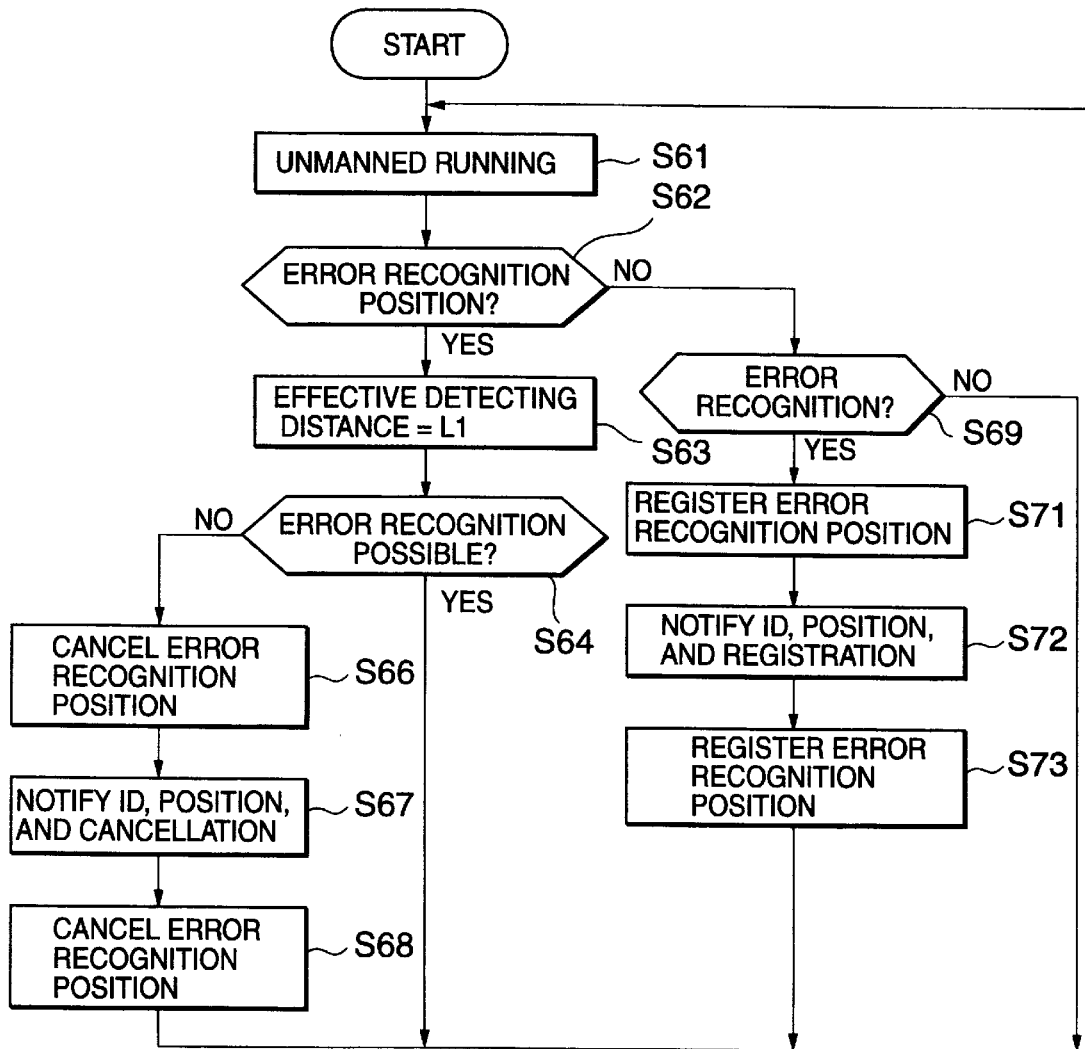 START
UNMANNED RUNNING
S61
S62
ERROR RECOGNITION
POSITION?
NO
YES
EFFECTIVE DETECTING
DISTANCE = L1
S63
ERROR
RECOGNITION?
NO
S69
YES
ERROR RECOGNITION
POSSIBLE?
NO
YES
S64
REGISTER ERROR
RECOGNITION POSITION
S71
CANCEL ERROR
RECOGNITION
POSITION
S66
NOTIFY ID, POSITION,
AND REGISTRATION
S72
NOTIFY ID, POSITION,
AND CANCELLATION
S67
REGISTER ERROR
RECOGNITION
POSITION
S73
CANCEL ERROR
RECOGNITION
POSITION
S68